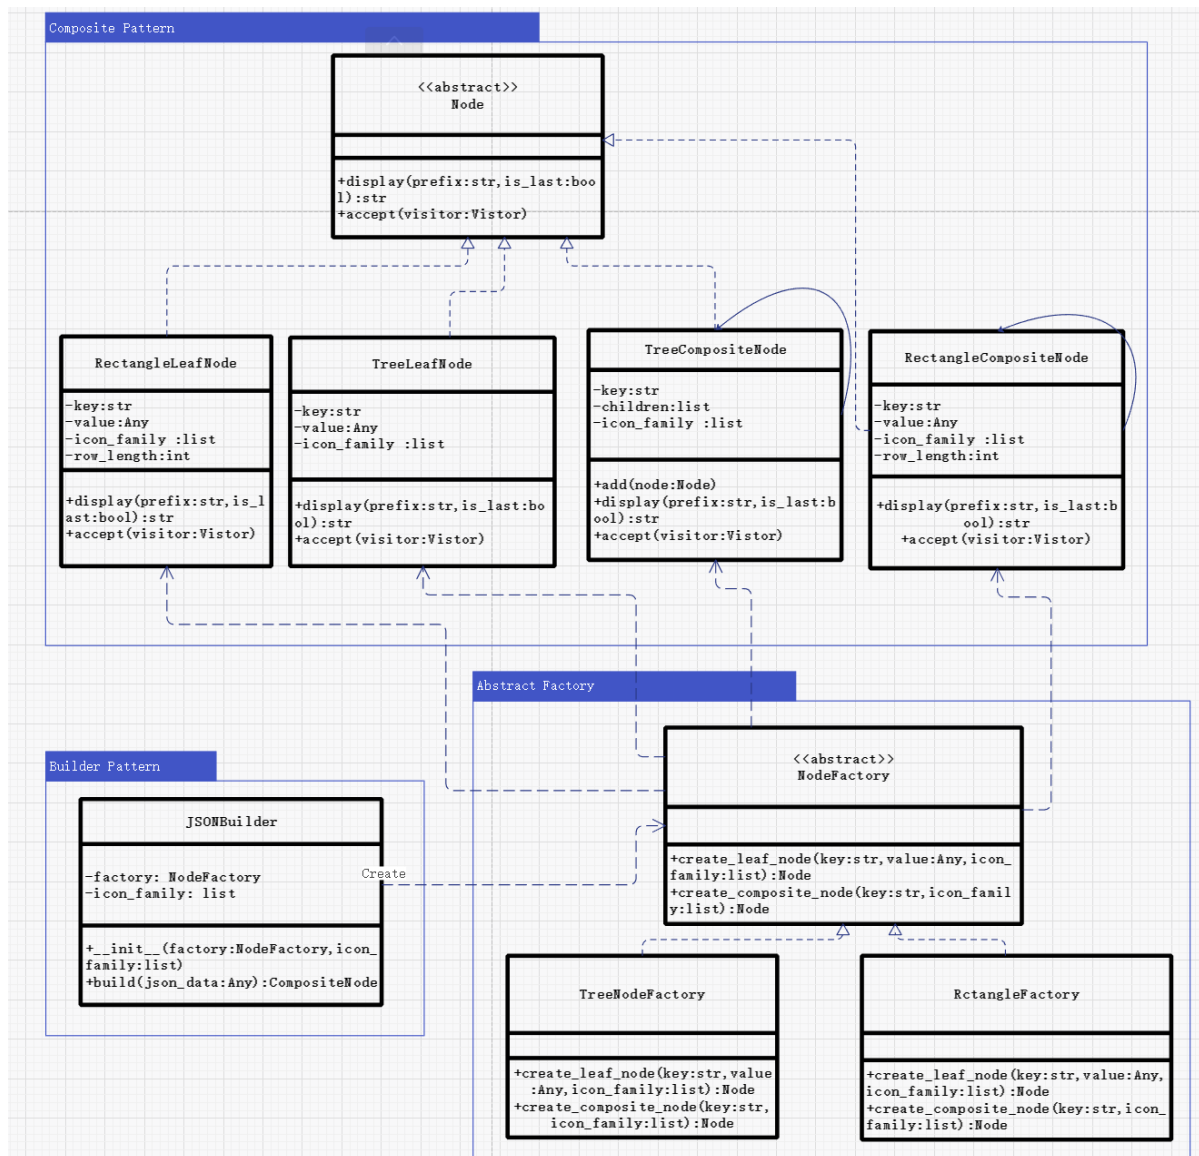 Composite Pattern
<<abstract>>
Node
+display(prefix:str,is_last:boo
l):str
+accept(visitor:Vistor)
RectangleLeafNode
-key:str
-value:Any
-icon_family :list
-row_length:int
+display(prefix:str,is_l
ast:bool):str
+accept(visitor:Vistor)
TreeLeafNode
-key:str
-value:Any
-icon_family :list
+display(prefix:str,is_last:bo
ol):str
+accept(visitor:Vistor)
TreeCompositeNode
-key:str
-children:list
-icon_family :list
+add(node:Node)
+display(prefix:str,is_last:b
ool):str
+accept(visitor:Vistor)
RectangleCompositeNode
-key:str
-value:Any
-icon_family :list
-row_length:int
+display(prefix:str,is_last:b
ool):str
+accept(visitor:Vistor)
Abstract Factory
<<abstract>>
NodeFactory
+create_leaf_node(key:str,value:Any,icon_
family:list):Node
+create_composite_node(key:str,icon_famil
y:list):Node
Builder Pattern
JSONBuilder
-factory: NodeFactory
-icon_family: list
+__init__(factory:NodeFactory,icon_
family:list)
+build(json_data:Any):CompositeNode
Create
TreeNodeFactory
+create_leaf_node(key:str,value
:Any,icon_family:list):Node
+create_composite_node(key:str,
icon_family:list):Node
RctangleFactory
+create_leaf_node(key:str,value:Any,
icon_family:list):Node
+create_composite_node(key:str,icon_
family:list):Node